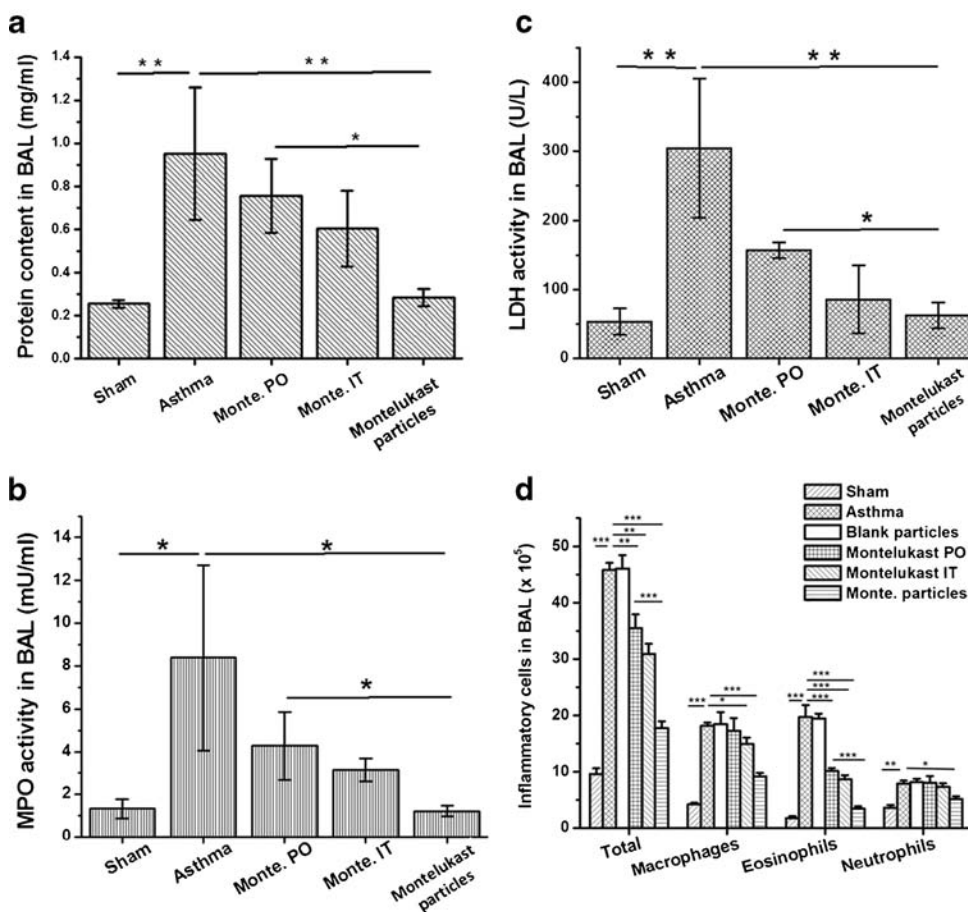 a
Protein content in BAL (mg/ml)
1.4
1.2
1.0
0.8
0.6
0.4
0.2
0.0
* *
* *
*
Sham
Asthma
Monte. PO
Monte. IT
Montelukast
particles
b
MPO activity in BAL (mU/ml)
14
12
10
8
6
4
2
0
*
*
*
Sham
Asthma
Monte. PO
Monte. IT
Montelukast
particles
c
LDH activity in BAL (U/L)
400
300
200
100
0
* *
* *
*
Sham
Asthma
Monte. PO
Monte. IT
Montelukast
particles
d
Inflammatory cells in BAL (x 10⁵)
50
40
30
20
10
0
Sham
Asthma
Blank particles
Montelukast PO
Montelukast IT
Monte. particles
***
***
**
**
***
***
***
*
***
***
***
***
***
**
*
Total
Macrophages
Eosinophils
Neutrophils